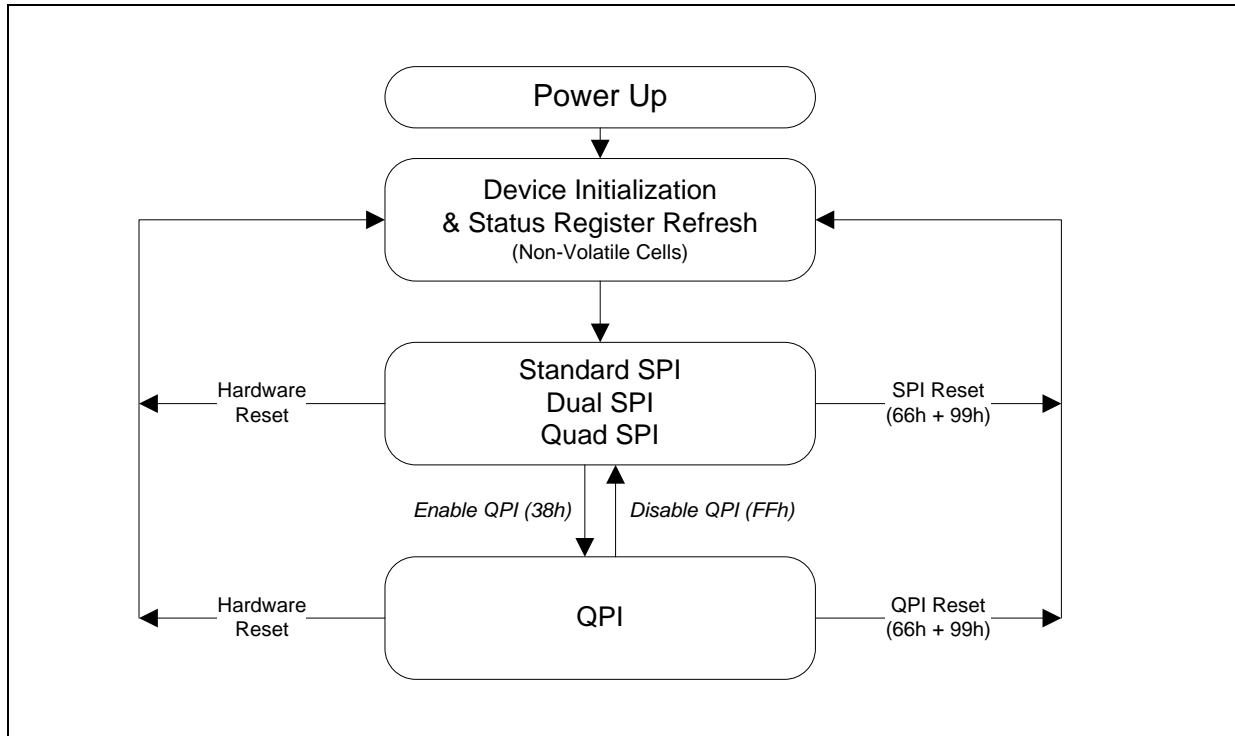 Power Up
Device Initialization
& Status Register Refresh
(Non-Volatile Cells)
Standard SPI
Dual SPI
Quad SPI
Hardware
Reset
SPI Reset
(66h + 99h)
Enable QPI (38h)
Disable QPI (FFh)
QPI
Hardware
Reset
QPI Reset
(66h + 99h)